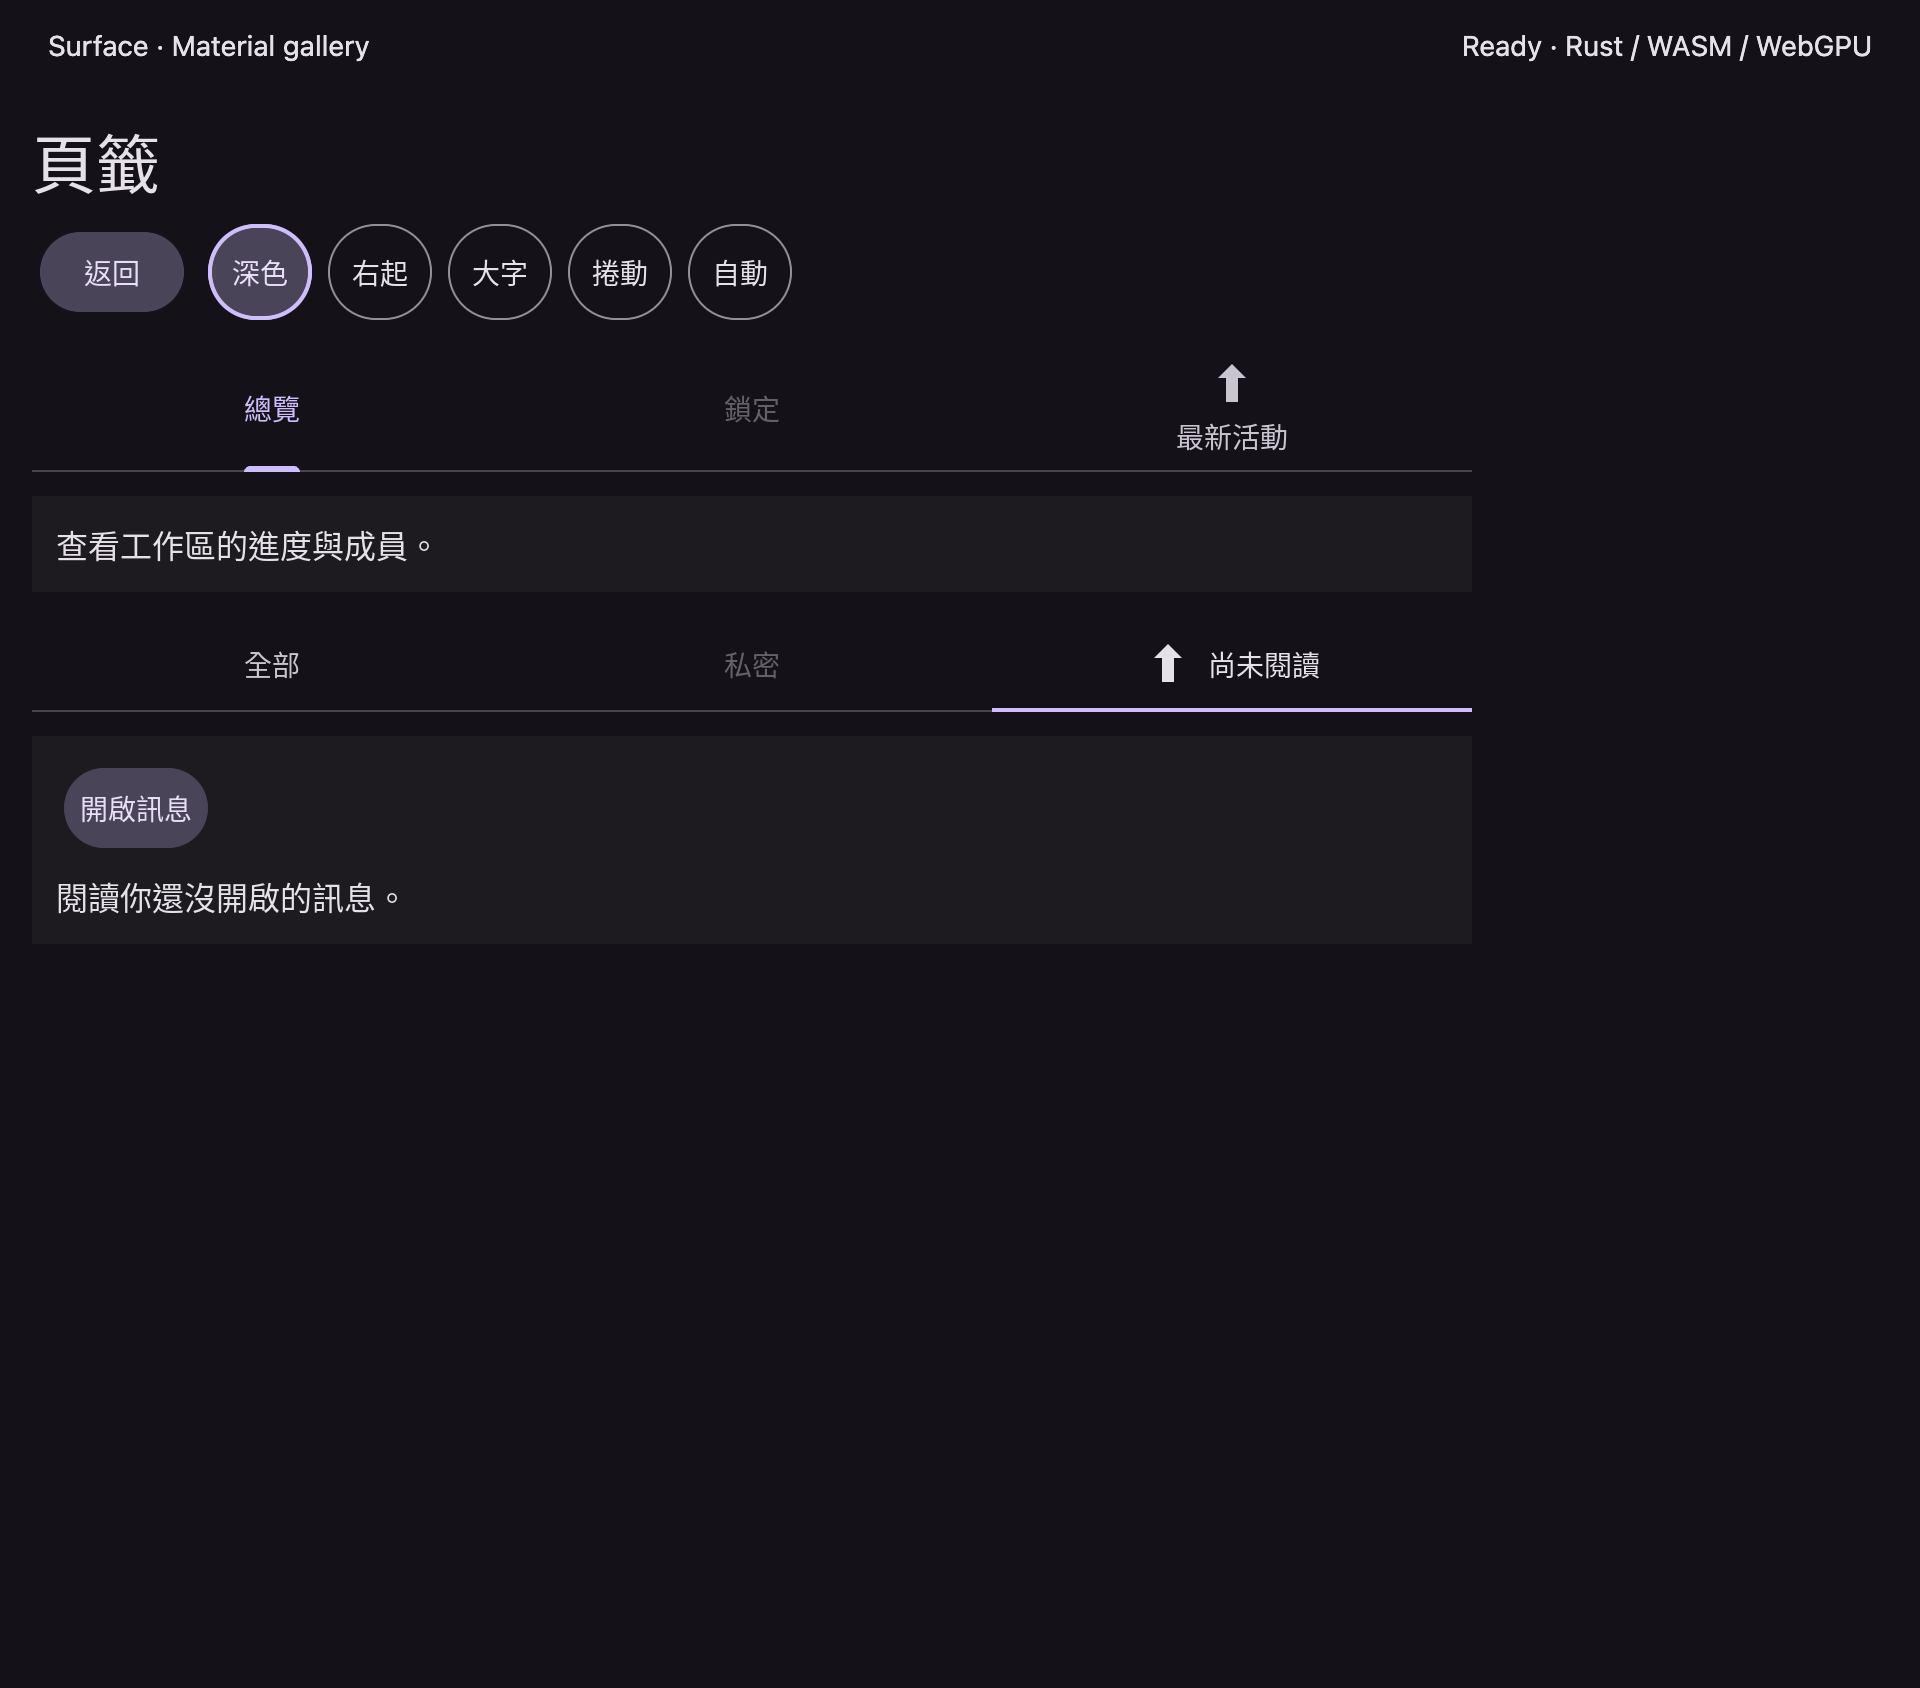 Surface · Material gallery
Ready · Rust / WASM / WebGPU
頁籤
返回 深色 右起 大字 捲動 自動
總覽 鎖定 最新活動
查看工作區的進度與成員。
全部 私密 尚未閱讀
開啟訊息
閱讀你還沒開啟的訊息。